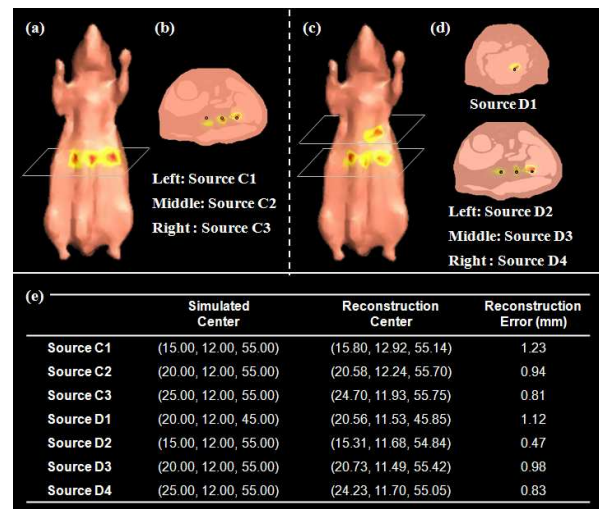 (a)
(b)
Left: Source C1
Middle: Source C2
Right : Source C3
(c)
(d)
Source D1
Left: Source D2
Middle: Source D3
Right : Source D4
(e)
Simulated Center Reconstruction Center Reconstruction Error (mm)
Source C1 (15.00, 12.00, 55.00) (15.80, 12.92, 55.14) 1.23
Source C2 (20.00, 12.00, 55.00) (20.58, 12.24, 55.70) 0.94
Source C3 (25.00, 12.00, 55.00) (24.70, 11.93, 55.75) 0.81
Source D1 (20.00, 12.00, 45.00) (20.56, 11.53, 45.85) 1.12
Source D2 (15.00, 12.00, 55.00) (15.31, 11.68, 54.84) 0.47
Source D3 (20.00, 12.00, 55.00) (20.73, 11.49, 55.42) 0.98
Source D4 (25.00, 12.00, 55.00) (24.23, 11.70, 55.05) 0.83